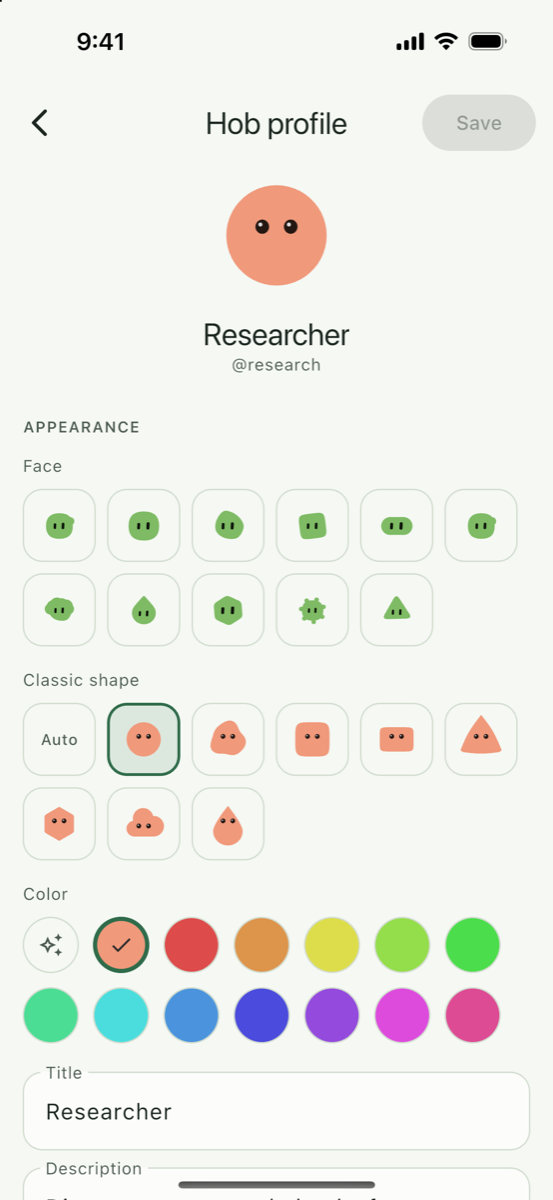 9:41
Hob profile
Save
Researcher
@research
APPEARANCE
Face
Classic shape
Auto
Color
Title
Researcher
Description